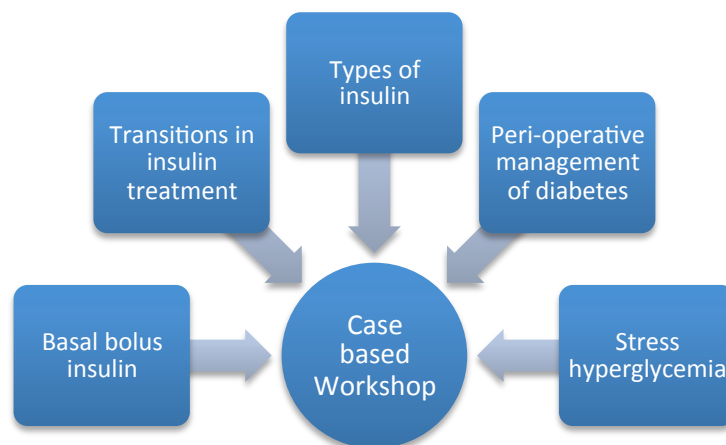 Types of
insulin
Transitions in
insulin
treatment
Peri-operative
management
of diabetes
Basal bolus
insulin
Case
based
Workshop
Stress
hyperglycemia